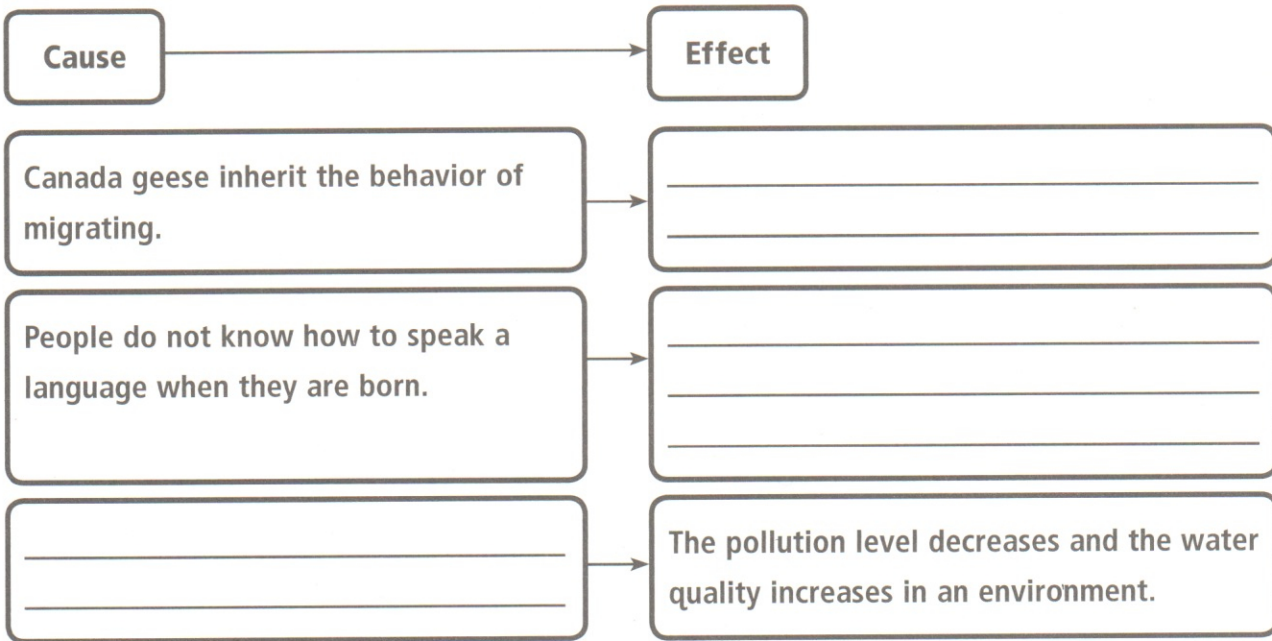 Cause
Effect
Canada geese inherit the behavior of
migrating.
People do not know how to speak a
language when they are born.
The pollution level decreases and the water
quality increases in an environment.